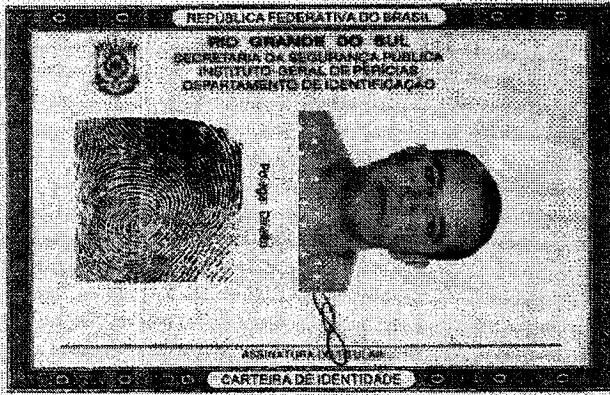 REPÚBLICA FEDERATIVA DO BRASIL
RIO GRANDE DO SUL
SECRETARIA DA SEGURANÇA PÚBLICA
INSTITUTO-GERAL DE PERÍCIAS
DEPARTAMENTO DE IDENTIFICAÇÃO
Polegar Direito
ASSINATURA DO TITULAR
CARTEIRA DE IDENTIDADE